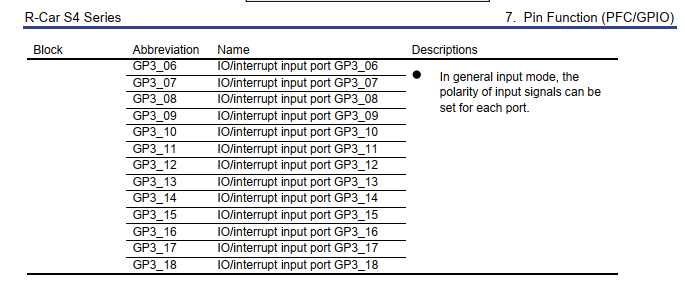 R-Car S4 Series 7. Pin Function (PFC/GPIO)
Block Abbreviation Name Descriptions
GP3_06 IO/interrupt input port GP3_06
GP3_07 IO/interrupt input port GP3_07
GP3_08 IO/interrupt input port GP3_08
GP3_09 IO/interrupt input port GP3_09
GP3_10 IO/interrupt input port GP3_10
GP3_11 IO/interrupt input port GP3_11
GP3_12 IO/interrupt input port GP3_12
GP3_13 IO/interrupt input port GP3_13
GP3_14 IO/interrupt input port GP3_14
GP3_15 IO/interrupt input port GP3_15
GP3_16 IO/interrupt input port GP3_16
GP3_17 IO/interrupt input port GP3_17
GP3_18 IO/interrupt input port GP3_18
● In general input mode, the
polarity of input signals can be
set for each port.